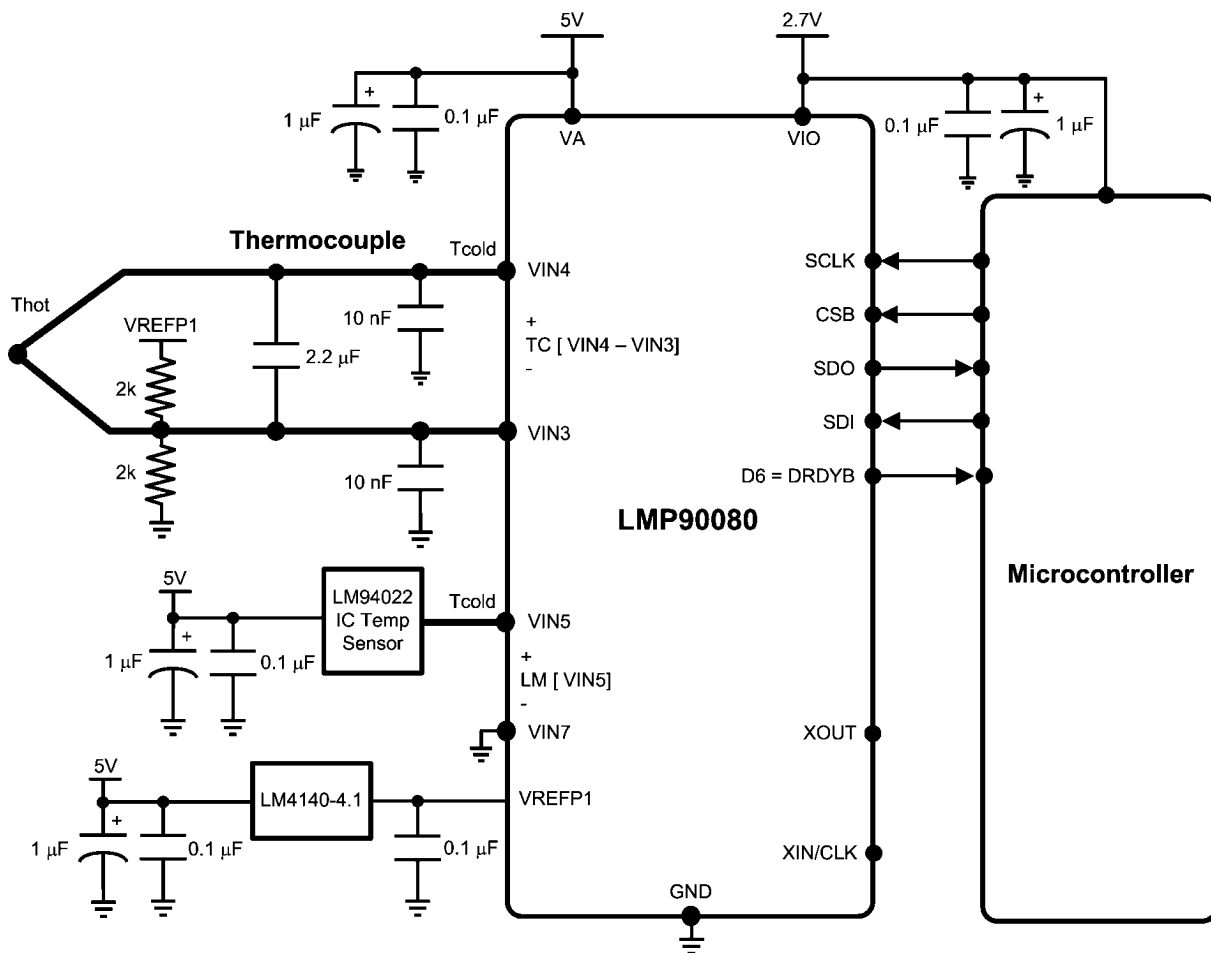 5V
2.7V
+
1 μF
0.1 μF
VA
VIO
0.1 μF
+
1 μF
Thermocouple
Tcold
VIN4
SCLK
Thot
VREFP1
10 nF
+
TC [ VIN4 – VIN3]
-
CSB
2k
2.2 μF
SDO
VIN3
SDI
2k
10 nF
D6 = DRDYB
LMP90080
Microcontroller
5V
LM94022
IC Temp
Sensor
Tcold
VIN5
+
1 μF
0.1 μF
+
LM [ VIN5]
-
VIN7
XOUT
5V
LM4140-4.1
VREFP1
+
1 μF
0.1 μF
0.1 μF
XIN/CLK
GND